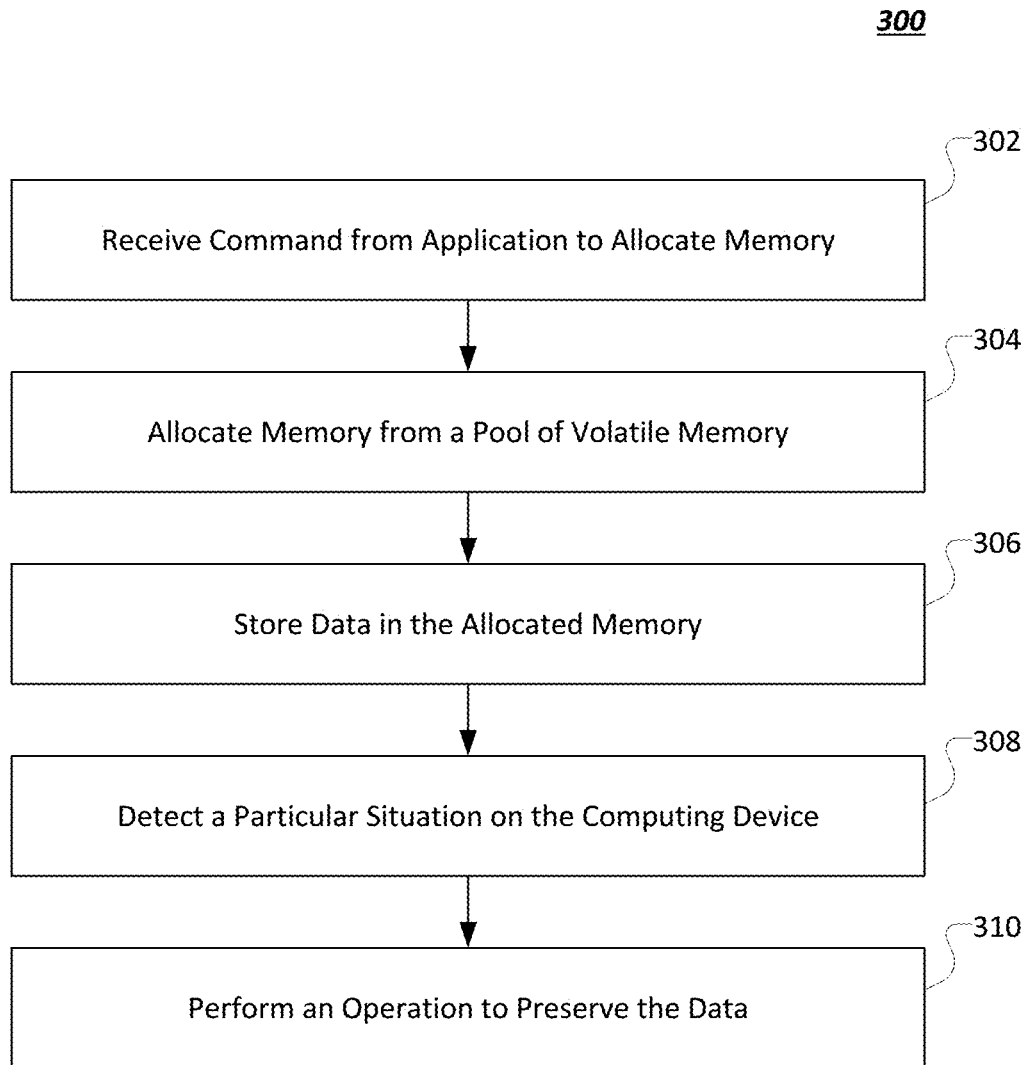 300
302
Receive Command from Application to Allocate Memory
304
Allocate Memory from a Pool of Volatile Memory
306
Store Data in the Allocated Memory
308
Detect a Particular Situation on the Computing Device
310
Perform an Operation to Preserve the Data